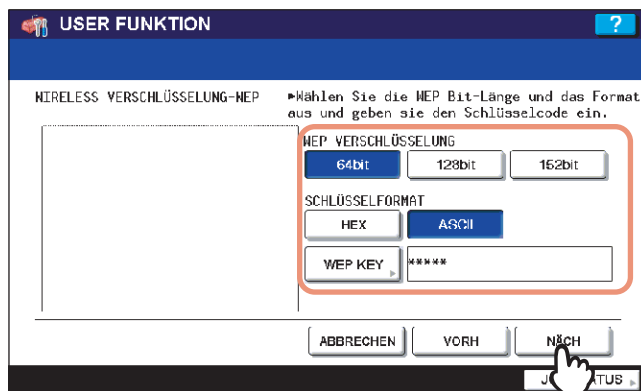 USER FUNKTION
?
WIRELESS VERSCHLÜSSELUNG-WEP
►Wählen Sie die WEP Bit-Länge und das Format
aus und geben sie den Schlüsselcode ein.
WEP VERSCHLÜSSELUNG
64bit 128bit 152bit
SCHLÜSSELFORMAT
HEX ASCII
WEP KEY *****
ABBRECHEN VORH NÄCH